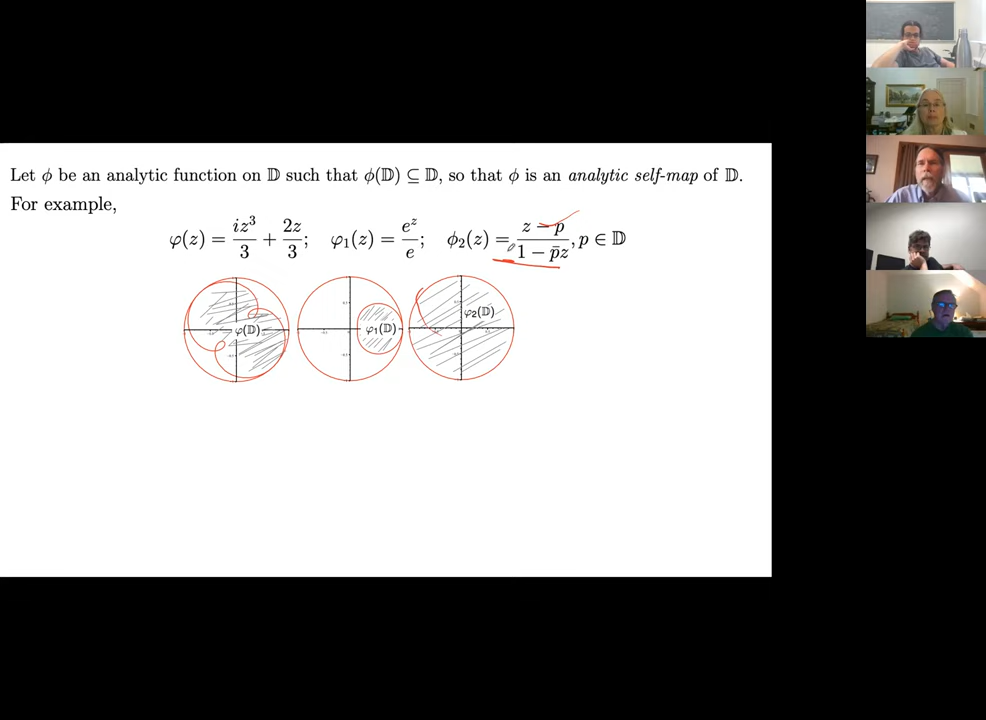 Let ϕ be an analytic function on 𝔻 such that ϕ(𝔻) ⊆ 𝔻, so that ϕ is an analytic self-map of 𝔻.
For example,
φ(z) = iz³/3 + 2z/3; φ₁(z) = e^z/e; ϕ₂(z) = (z − p)/(1 − p̄z), p ∈ 𝔻
φ(𝔻) φ₁(𝔻) φ₂(𝔻)